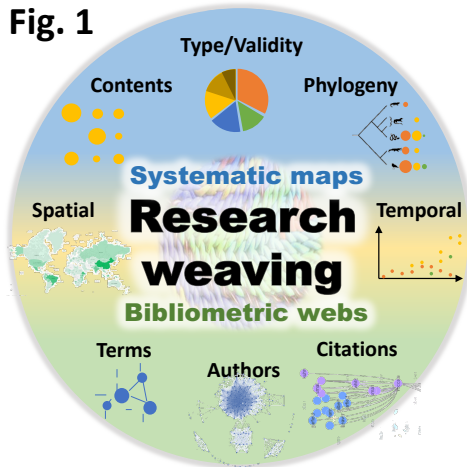 Fig. 1
Type/Validity
Contents
Phylogeny
Systematic maps
Spatial
Research
Temporal
weaving
Bibliometric webs
Terms
Authors
Citations